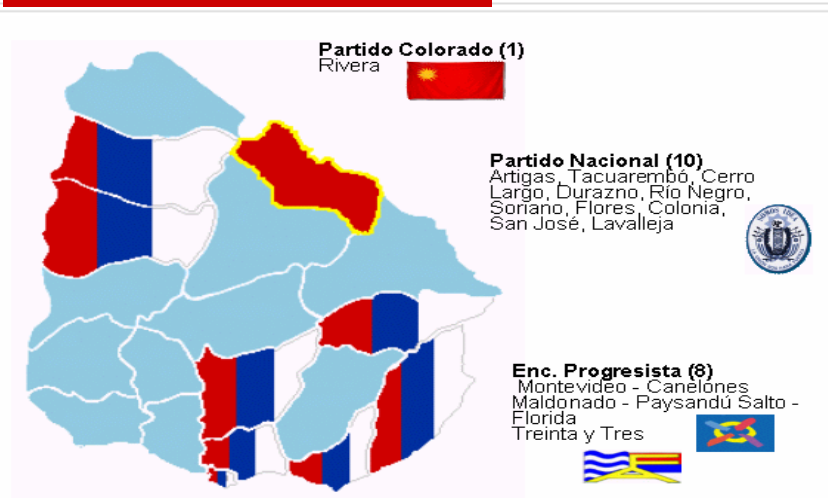 Partido Colorado (1)
Rivera
Partido Nacional (10)
Artigas, Tacuarembó, Cerro
Largo, Durazno, Río Negro,
Soriano, Flores, Colonia,
San José, Lavalleja
Enc. Progresista (8)
Montevideo - Canelones
Maldonado - Paysandú Salto -
Florida
Treinta y Tres